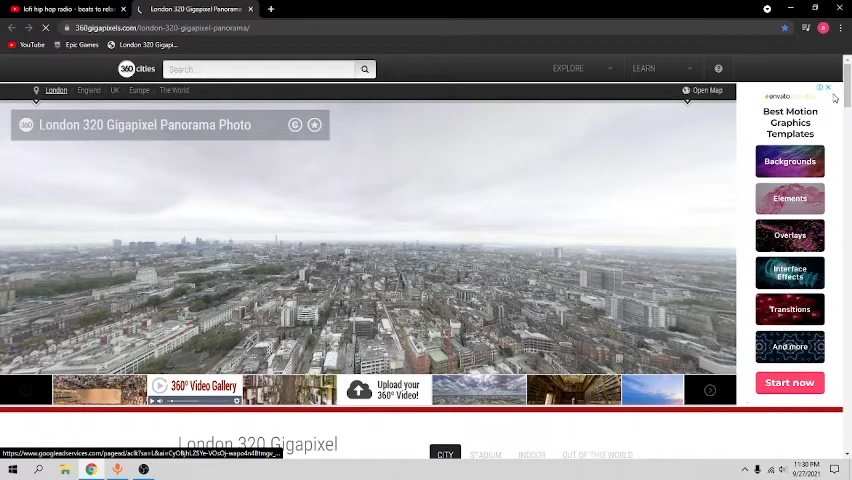 lofi hip hop radio - beats to rela
London 320 Gigapixel Panorama
360gigapixels.com/london-320-gigapixel-panorama/
a
YouTube
Epic Games
London 320 Gigapi...
360 cities
Search...
EXPLORE
LEARN
London
England
UK
Europe
The World
Open Map
360
London 320 Gigapixel Panorama Photo
G
envato
Best Motion
Graphics
Templates
Backgrounds
Elements
Overlays
Interface
Effects
Transitions
And more
Start now
360º Video Gallery
Upload your
360º Video!
London 320 Gigapixel
CITY
STADIUM
INDOOR
OUT OF THIS WORLD
11:30 PM
9/27/2021